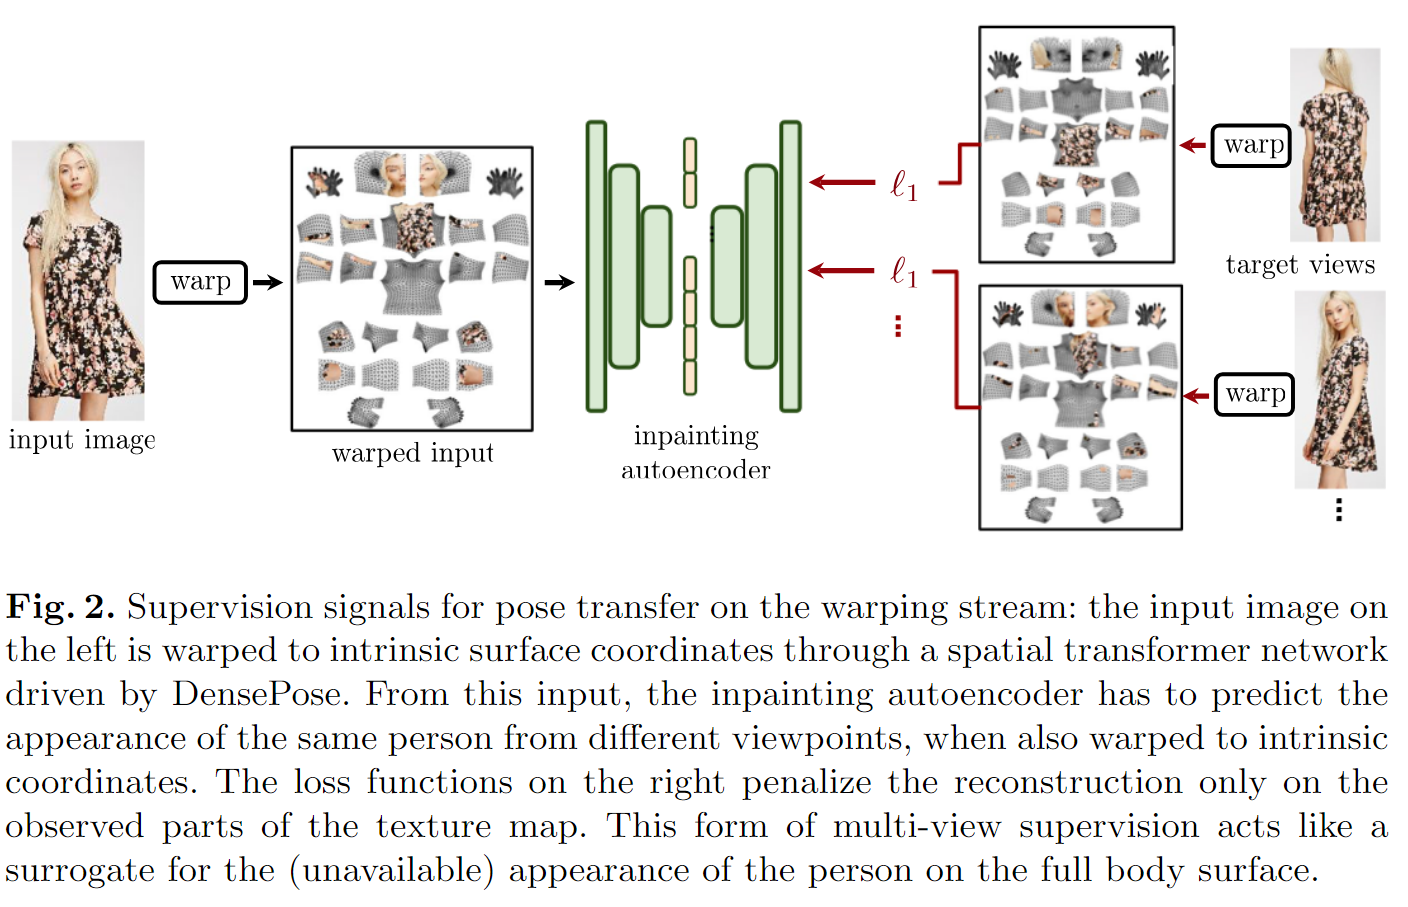 input image
warp
warped input
inpainting
autoencoder
ℓ1
ℓ1
warp
target views
warp
Fig. 2. Supervision signals for pose transfer on the warping stream: the input image on
the left is warped to intrinsic surface coordinates through a spatial transformer network
driven by DensePose. From this input, the inpainting autoencoder has to predict the
appearance of the same person from different viewpoints, when also warped to intrinsic
coordinates. The loss functions on the right penalize the reconstruction only on the
observed parts of the texture map. This form of multi-view supervision acts like a
surrogate for the (unavailable) appearance of the person on the full body surface.